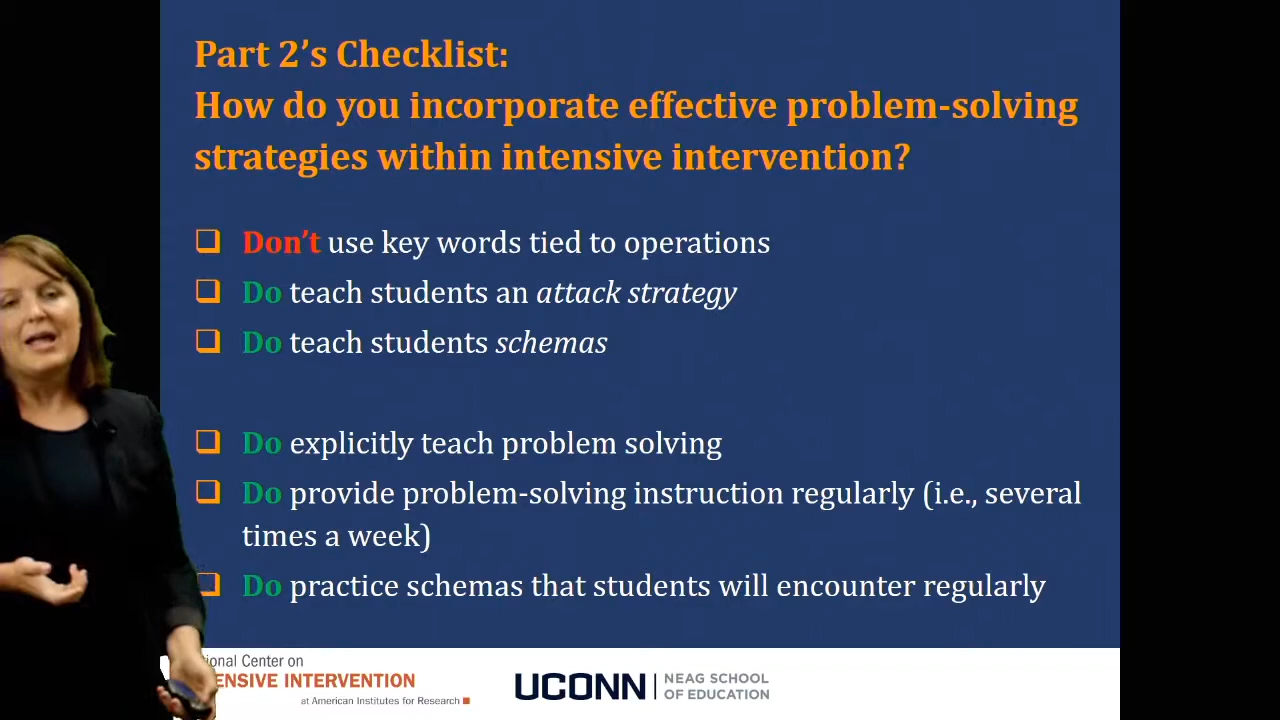 Part 2’s Checklist:
How do you incorporate effective problem-solving
strategies within intensive intervention?
Don’t use key words tied to operations
Do teach students an attack strategy
Do teach students schemas
Do explicitly teach problem solving
Do provide problem-solving instruction regularly (i.e., several
times a week)
Do practice schemas that students will encounter regularly
Center on
INTERVENTION
at American Institutes for Research
UCONN
NEAG SCHOOL
OF EDUCATION